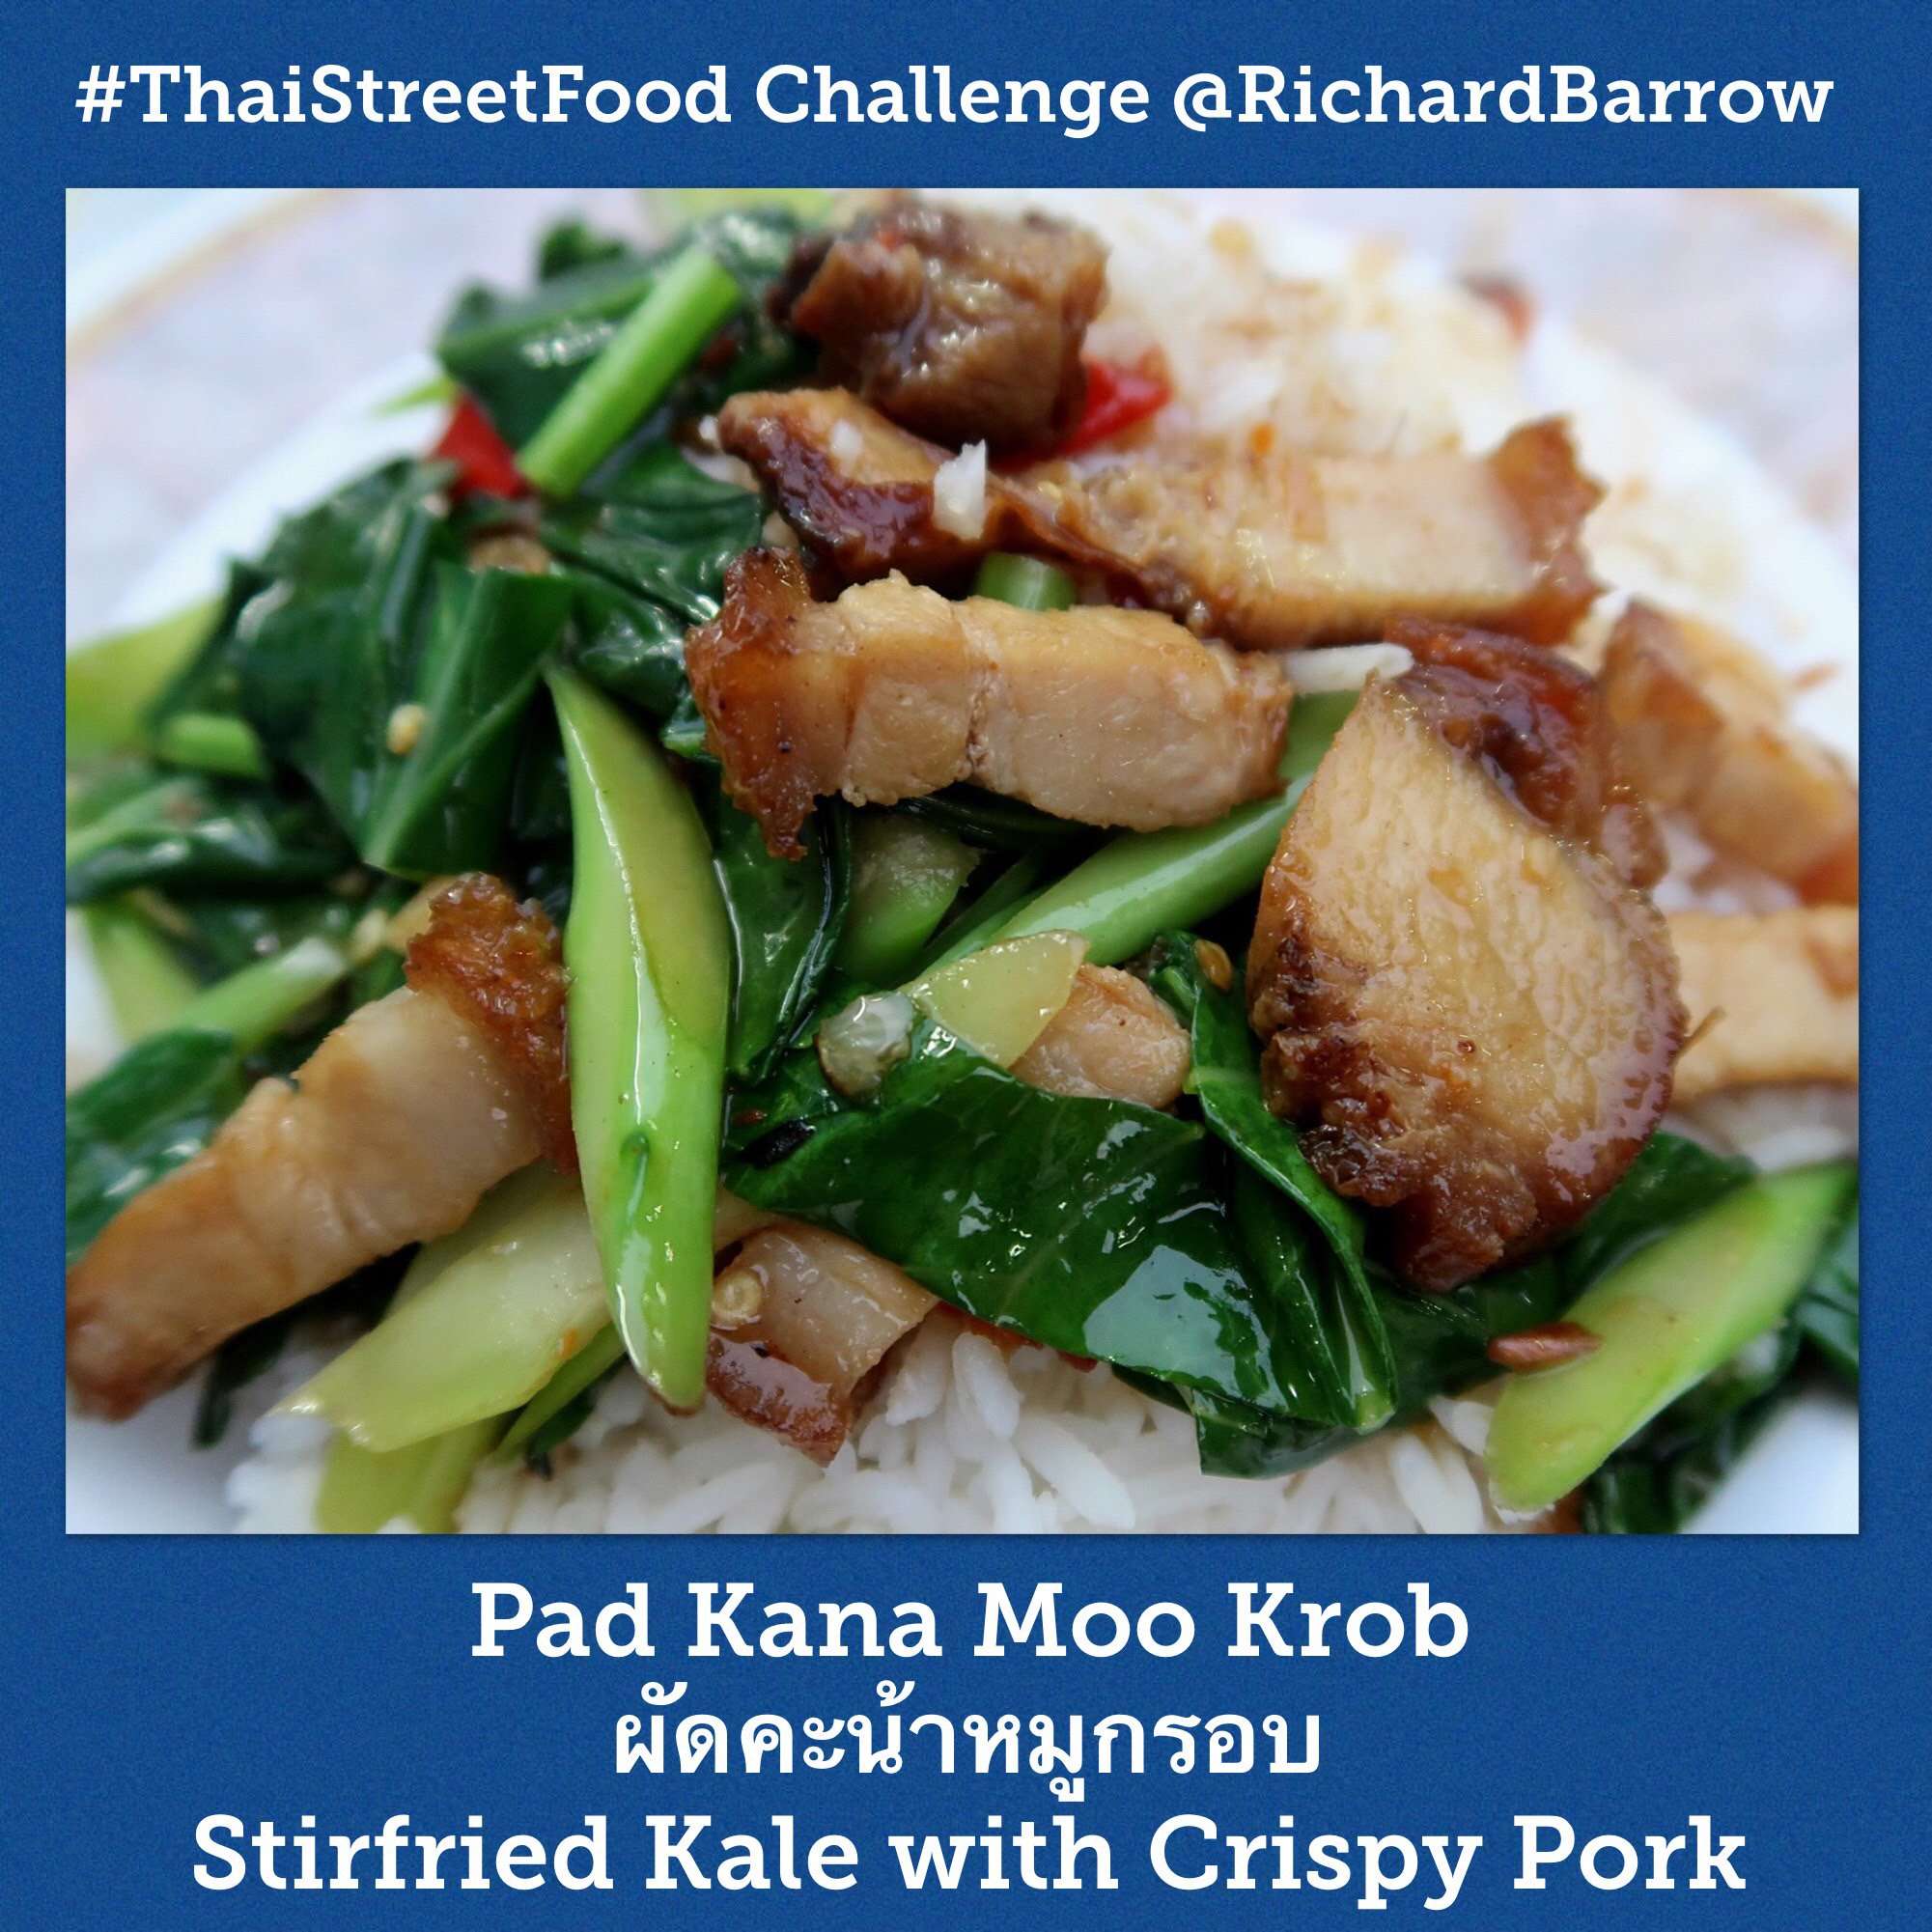 #ThaiStreetFood Challenge @RichardBarrow
Pad Kana Moo Krob
ผัดคะน้าหมูกรอบ
Stirfried Kale with Crispy Pork